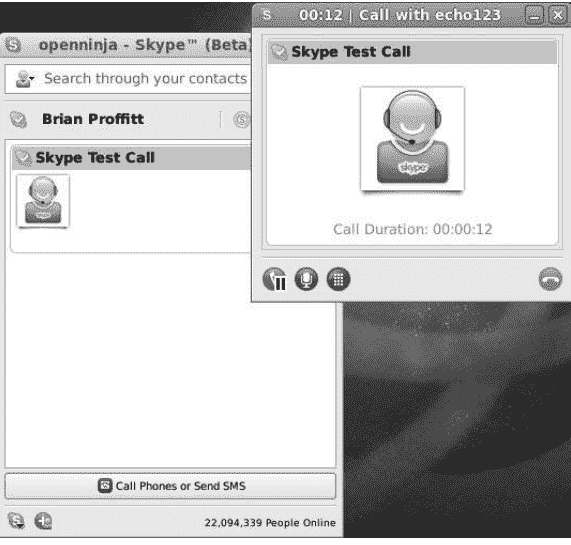 openninja - Skype™ (Beta)
Search through your contacts
Brian Proffitt
Skype Test Call
Call Phones or Send SMS
22,094,339 People Online
00:12 | Call with echo123
Skype Test Call
skype
Call Duration: 00:00:12